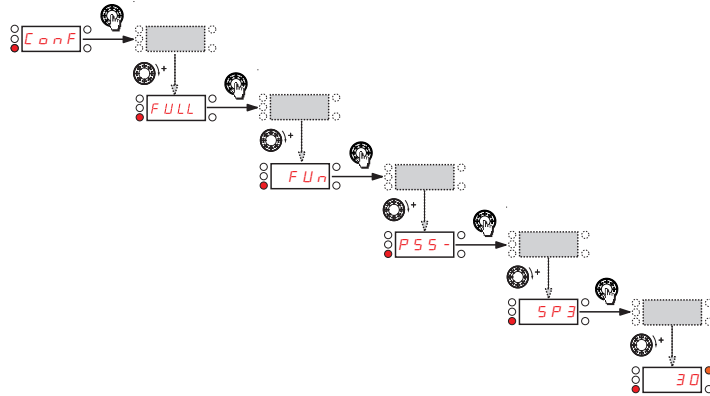 ConF
+
FULL
+
FUn
+
PSS-
+
SP3
+
30